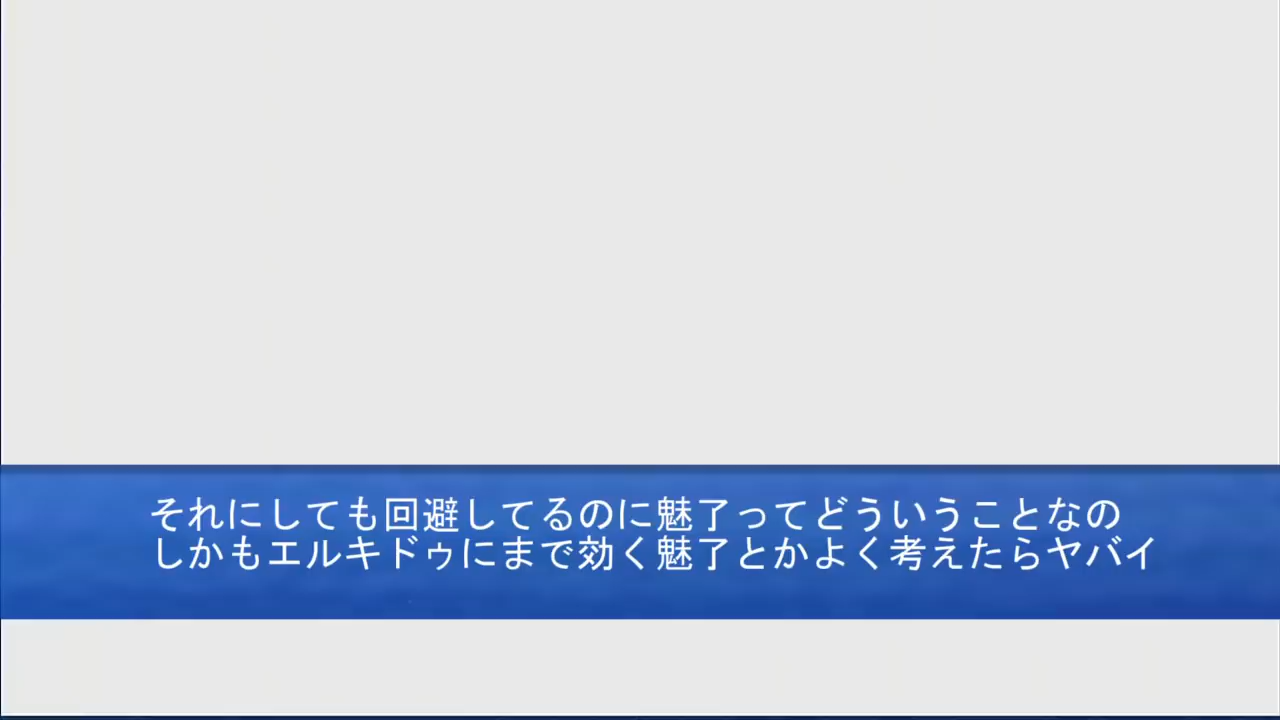 それにしても回避してるのに魅了ってどういうことなの
しかもエルキドゥにまで効く魅了とかよく考えたらヤバイ